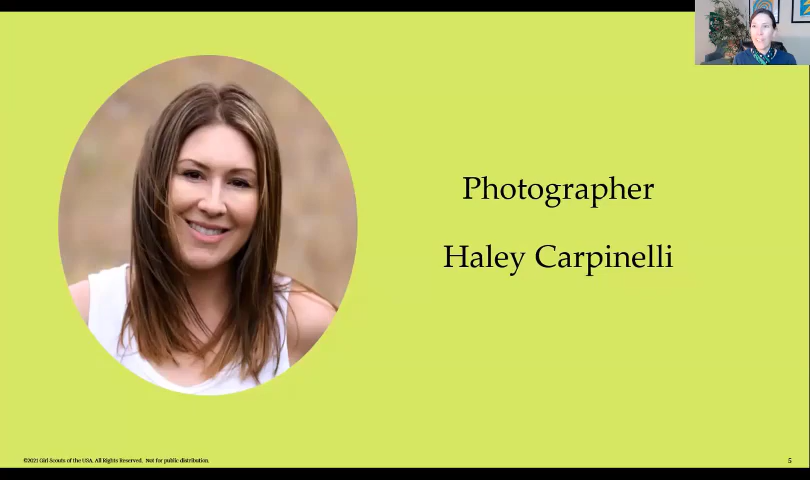 Photographer
Haley Carpinelli
©2021 Girl Scouts of the USA. All Rights Reserved. Not for public distribution.
5